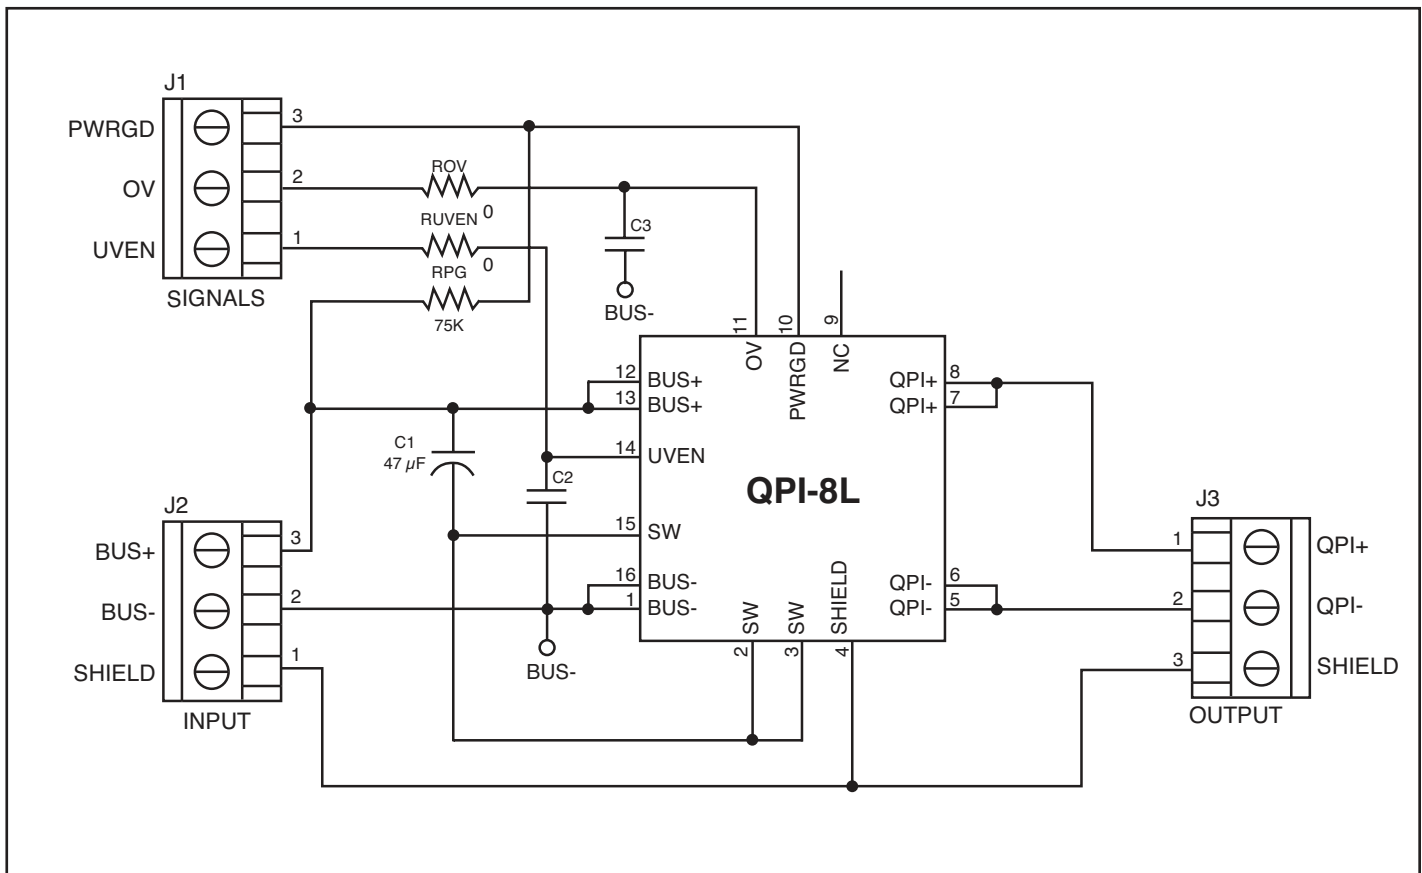 J1
PWRGD
3
OV
2
UVEN
1
SIGNALS
ROV
0
RUVEN
0
RPG
75K
C3
BUS-
11
OV
10
PWRGD
9
NC
12
BUS+
13
BUS+
14
UVEN
15
SW
16
BUS-
1
BUS-
QPI-8L
QPI+
8
QPI+
7
QPI-
6
QPI-
5
SW
2
SW
3
SHIELD
4
C1
47 µF
C2
BUS-
J2
BUS+
3
BUS-
2
SHIELD
1
INPUT
J3
1
QPI+
2
QPI-
3
SHIELD
OUTPUT